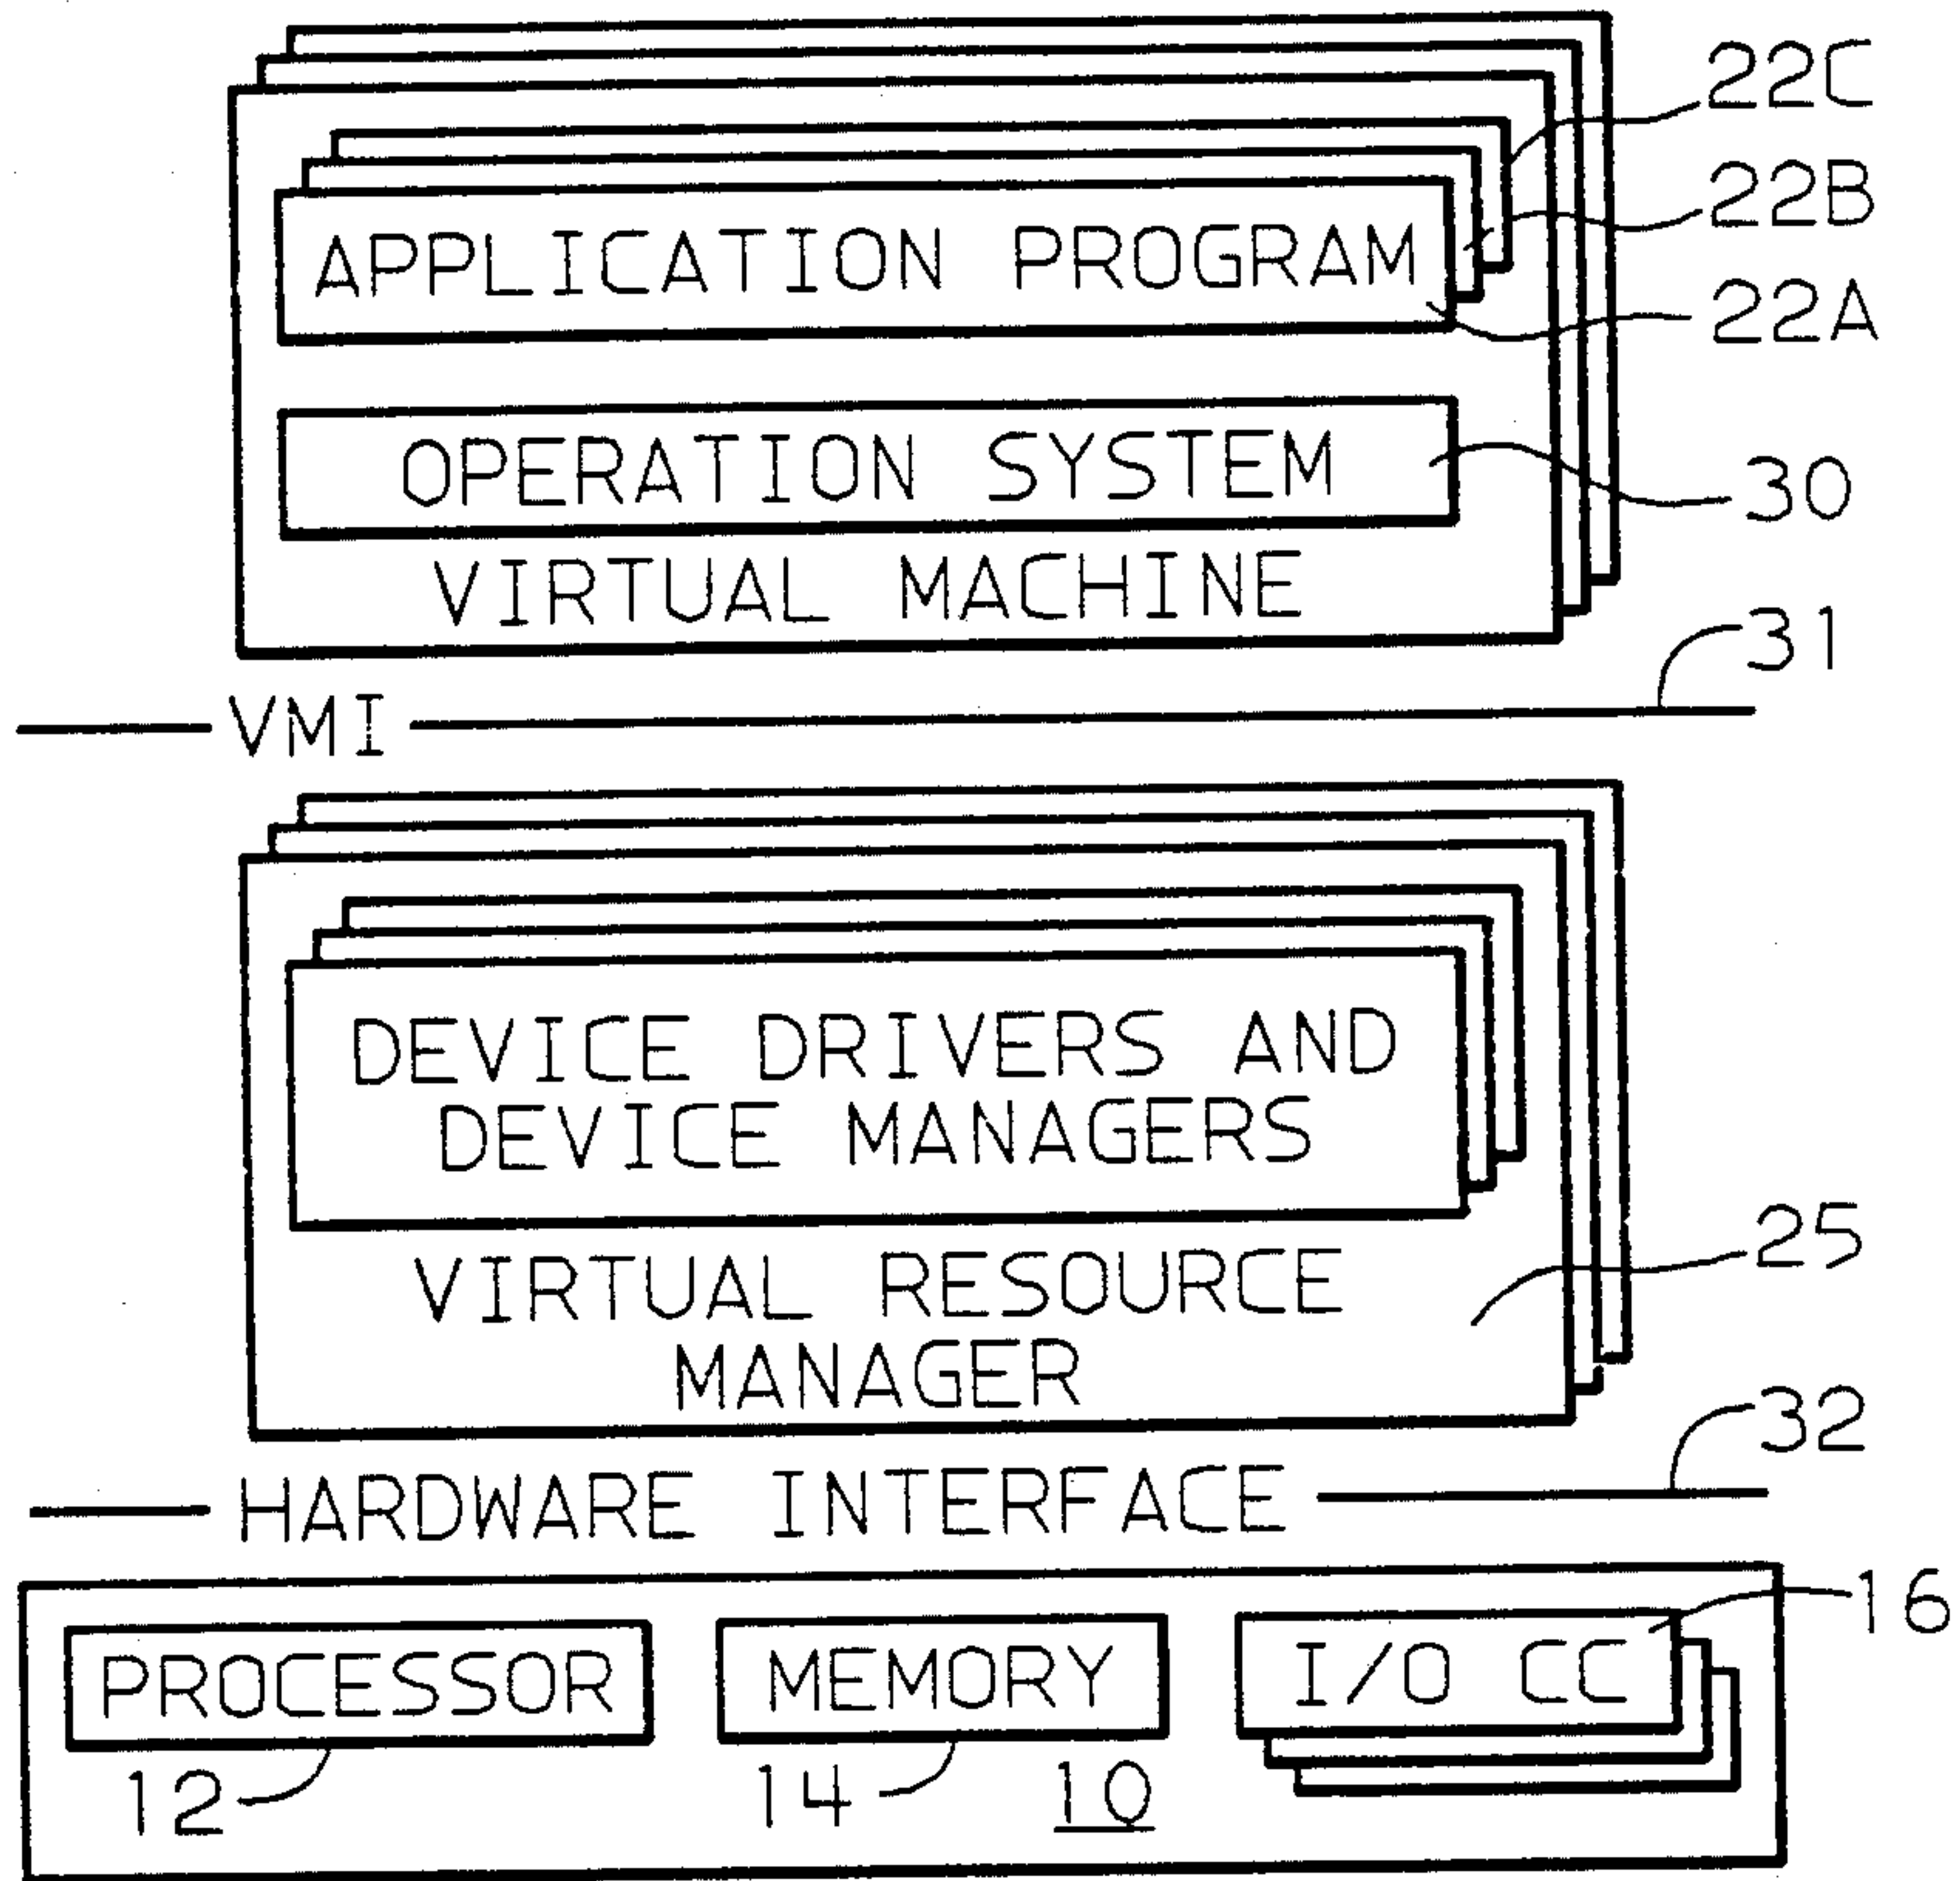 22C
22B
APPLICATION PROGRAM
22A
OPERATION SYSTEM
30
VIRTUAL MACHINE
31
VMI
DEVICE DRIVERS AND
DEVICE MANAGERS
25
VIRTUAL RESOURCE
MANAGER
32
HARDWARE INTERFACE
16
PROCESSOR
MEMORY
I/O CC
12
14
10